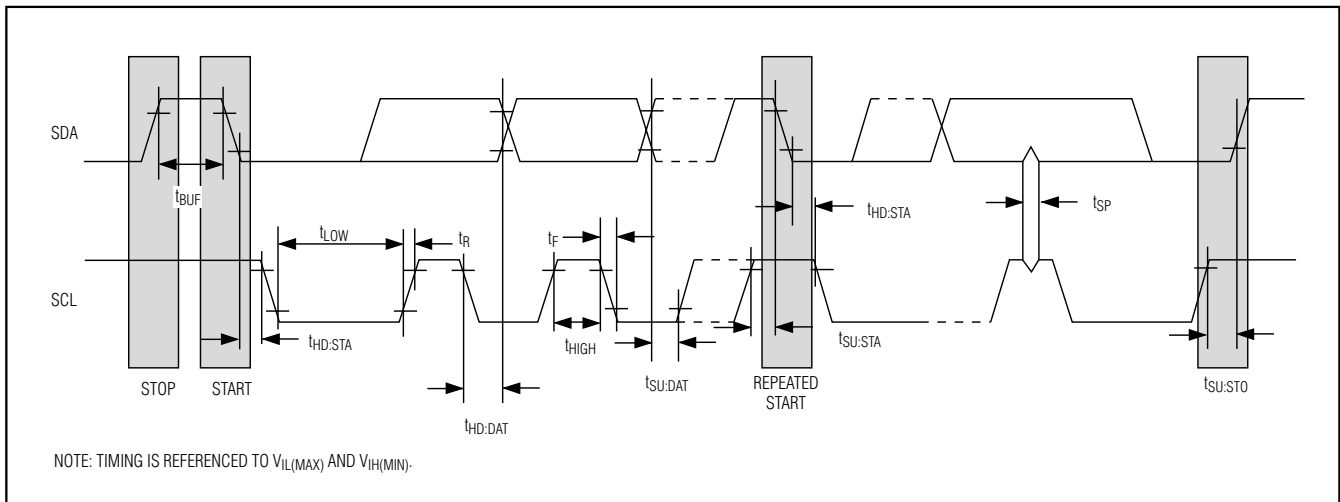 SDA
tBUF
tHD:STA
tSP
tLOW
tR
tF
SCL
tHD:STA
tHIGH
tSU:STA
tSU:DAT
STOP
START
REPEATED
START
tSU:STO
tHD:DAT
NOTE: TIMING IS REFERENCED TO VIL(MAX) AND VIH(MIN).